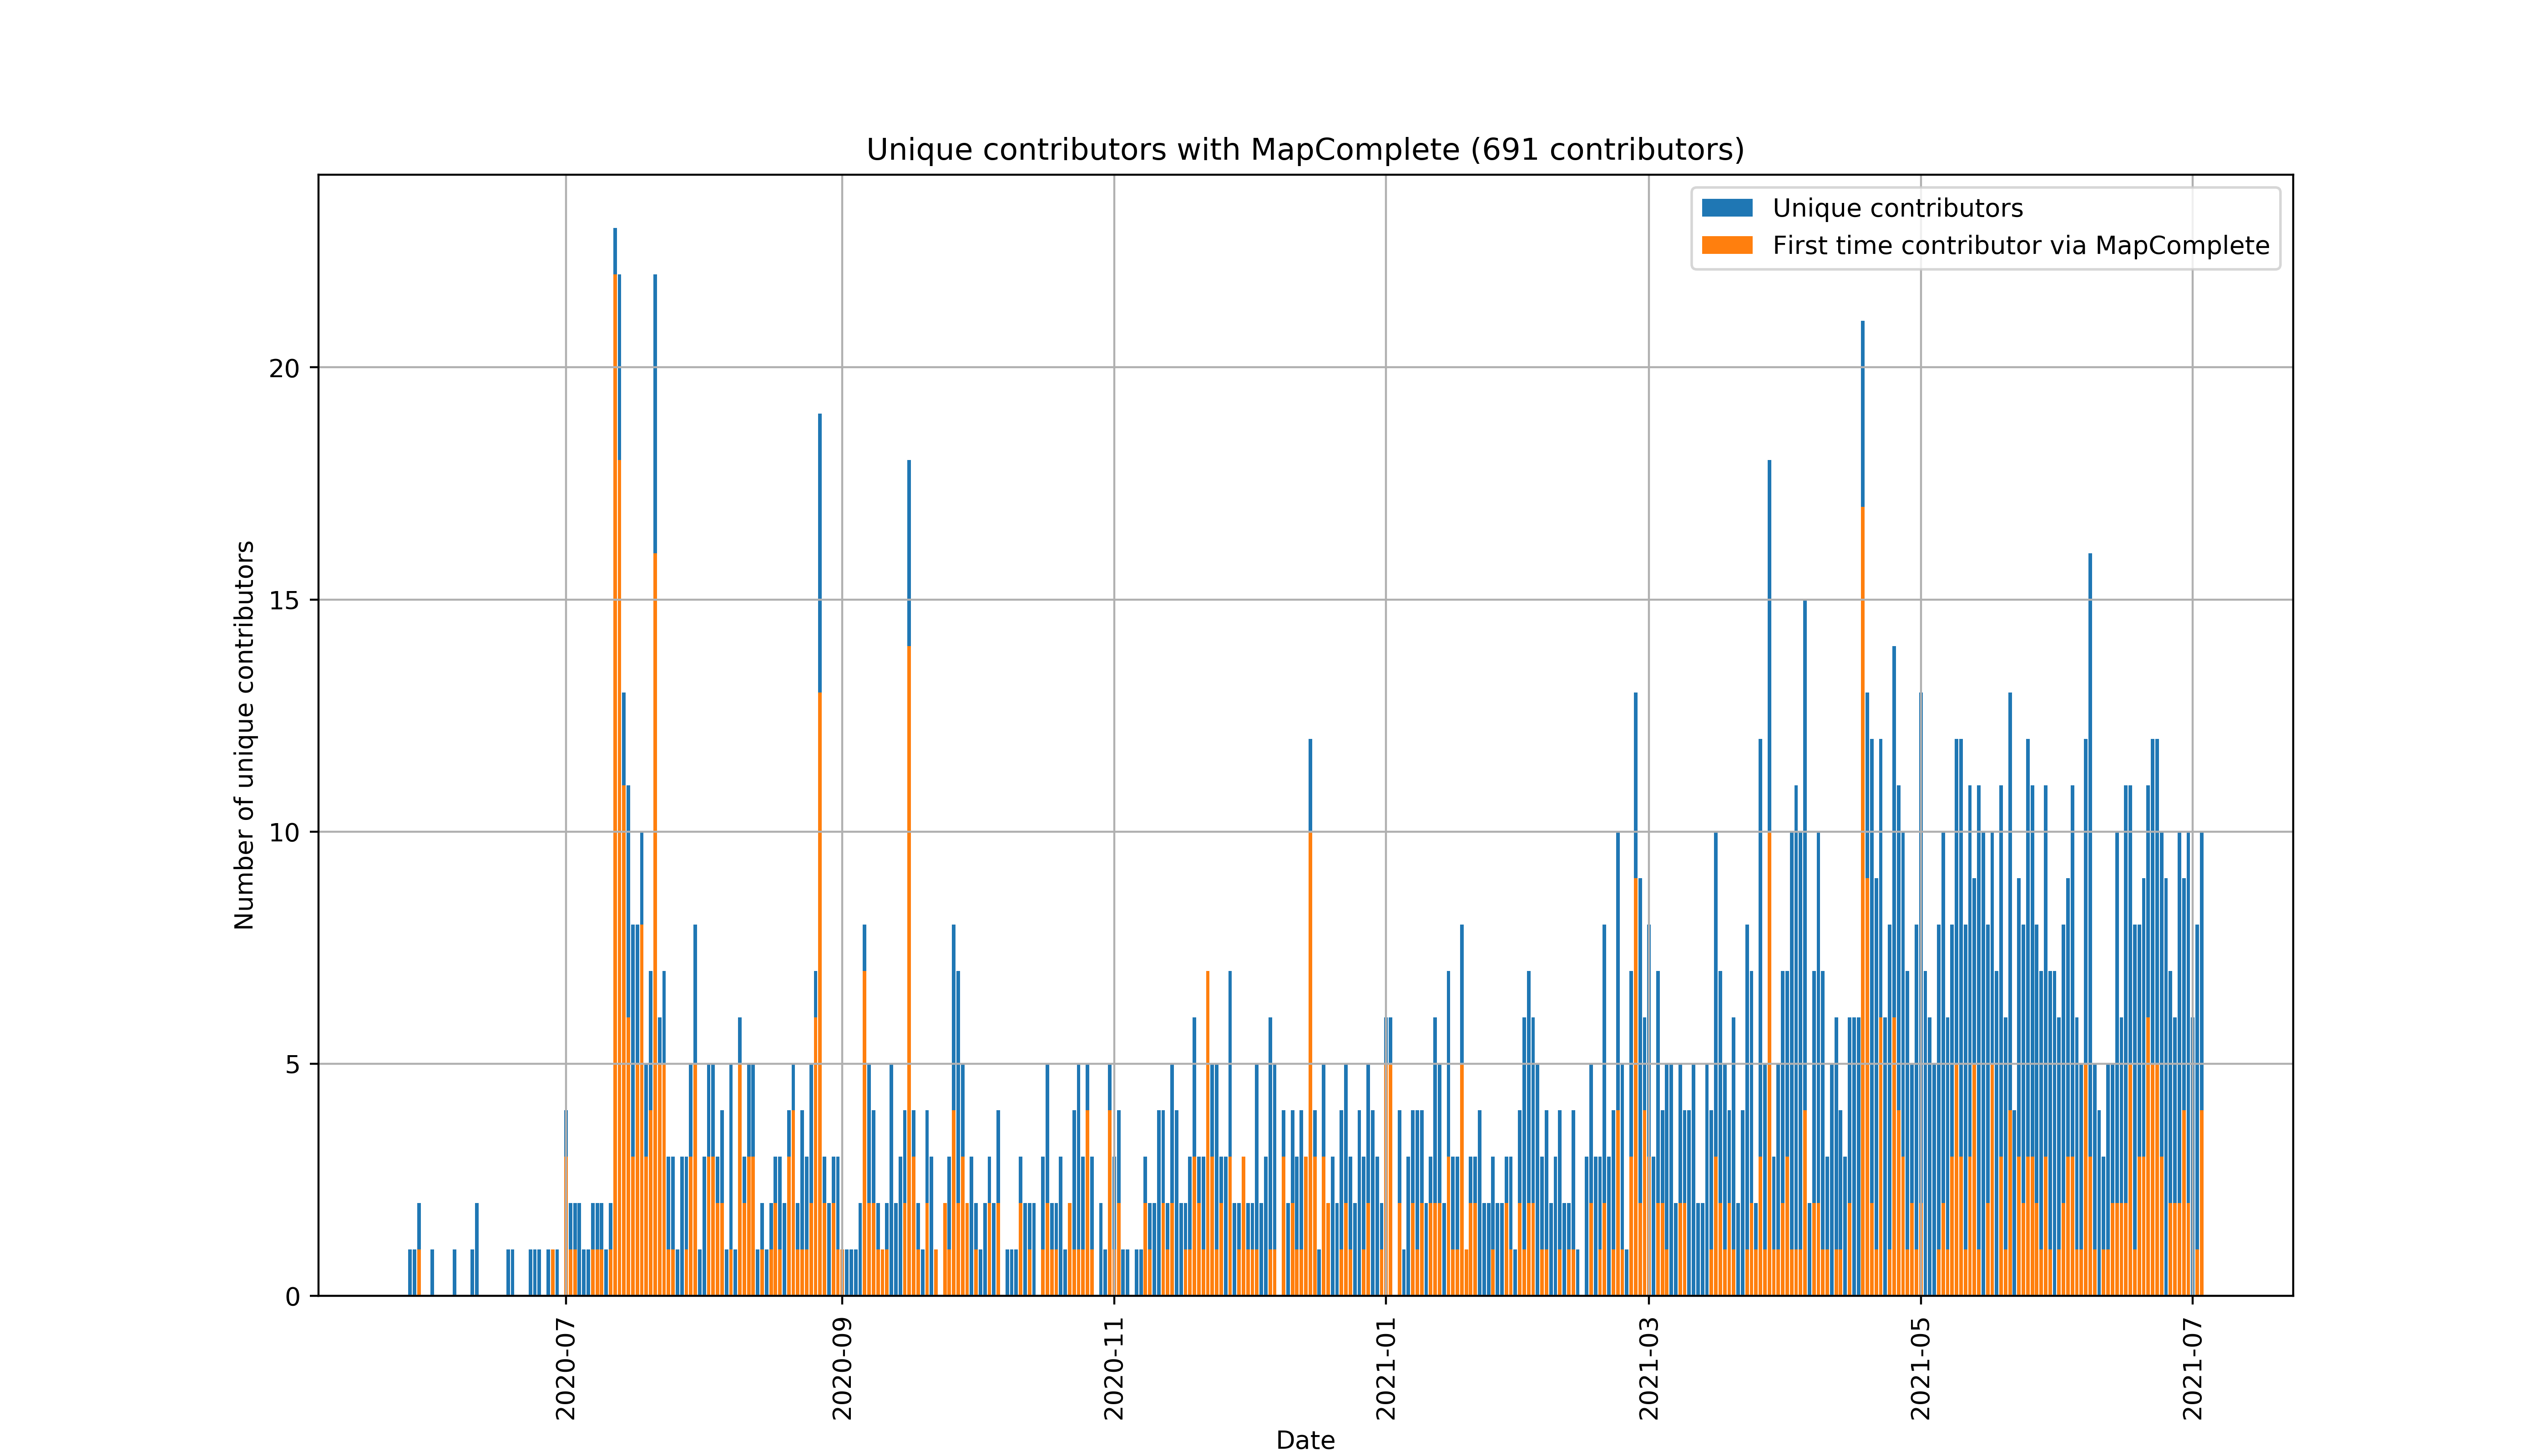 Unique contributors with MapComplete (691 contributors)
Unique contributors
First time contributor via MapComplete
Number of unique contributors
20
15
10
5
0
2020-07
2020-09
2020-11
2021-01
2021-03
2021-05
2021-07
Date